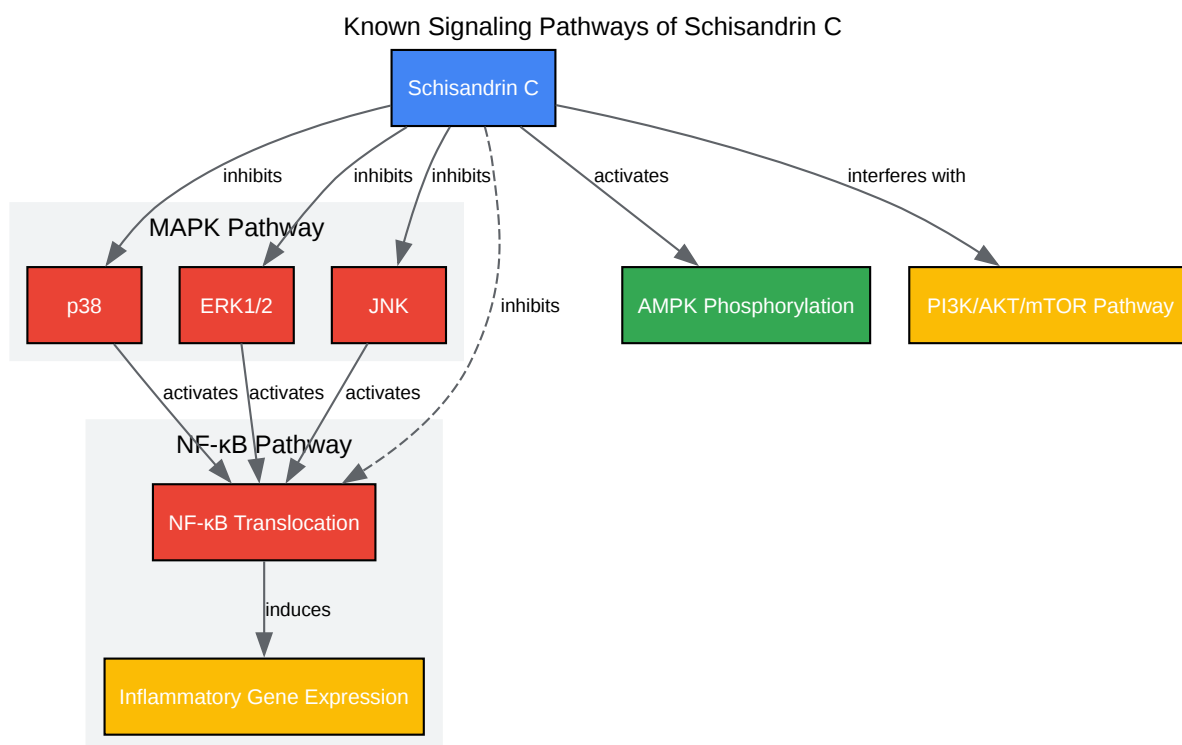 Known Signaling Pathways of Schisandrin C
Schisandrin C
inhibits
inhibits
inhibits
activates
interferes with
MAPK Pathway
p38
ERK1/2
JNK
inhibits
AMPK Phosphorylation
PI3K/AKT/mTOR Pathway
activates
activates
activates
NF-κB Pathway
NF-κB Translocation
induces
Inflammatory Gene Expression